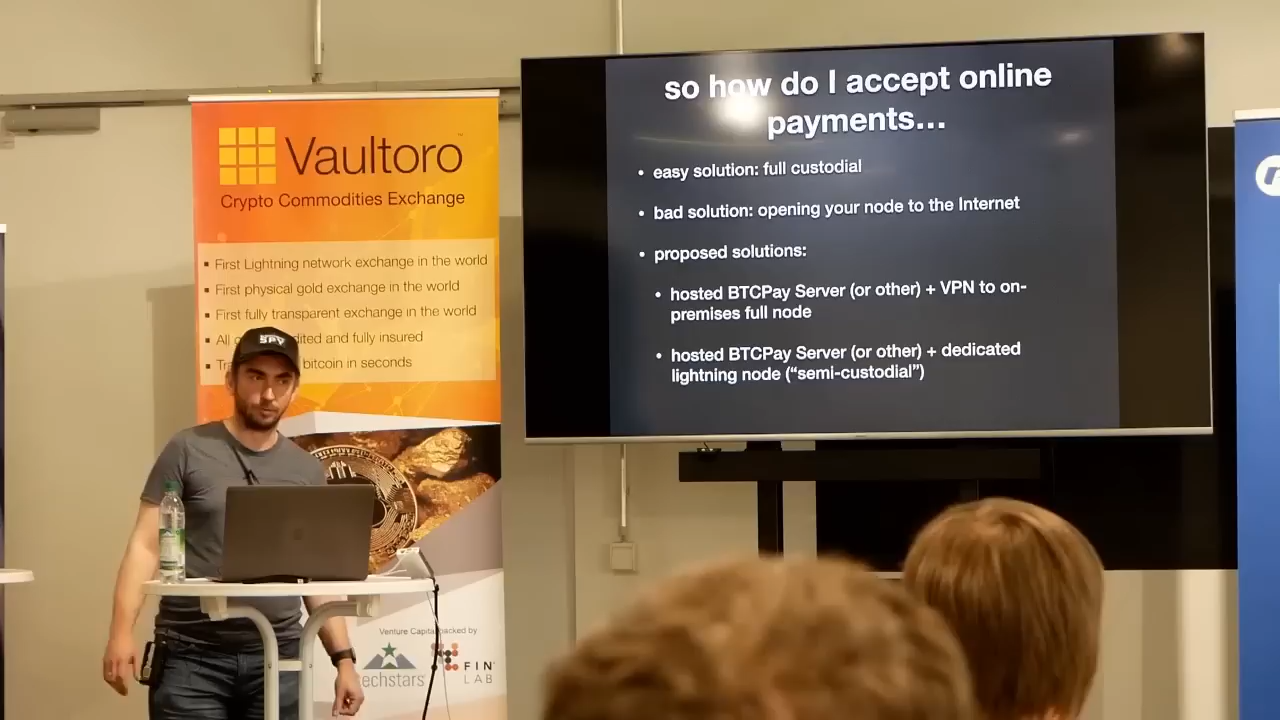 Vaultoro™
Crypto Commodities Exchange
▪ First Lightning network exchange in the world
▪ First physical gold exchange in the world
▪ First fully transparent exchange in the world
▪ All and fully insured
▪ bitcoin in seconds
SPV
Venture Capital backed by
techstars
FIN
LAB
so how do I accept online
payments...
• easy solution: full custodial
• bad solution: opening your node to the Internet
• proposed solutions:
• hosted BTCPay Server (or other) + VPN to on-
premises full node
• hosted BTCPay Server (or other) + dedicated
lightning node (“semi-custodial”)